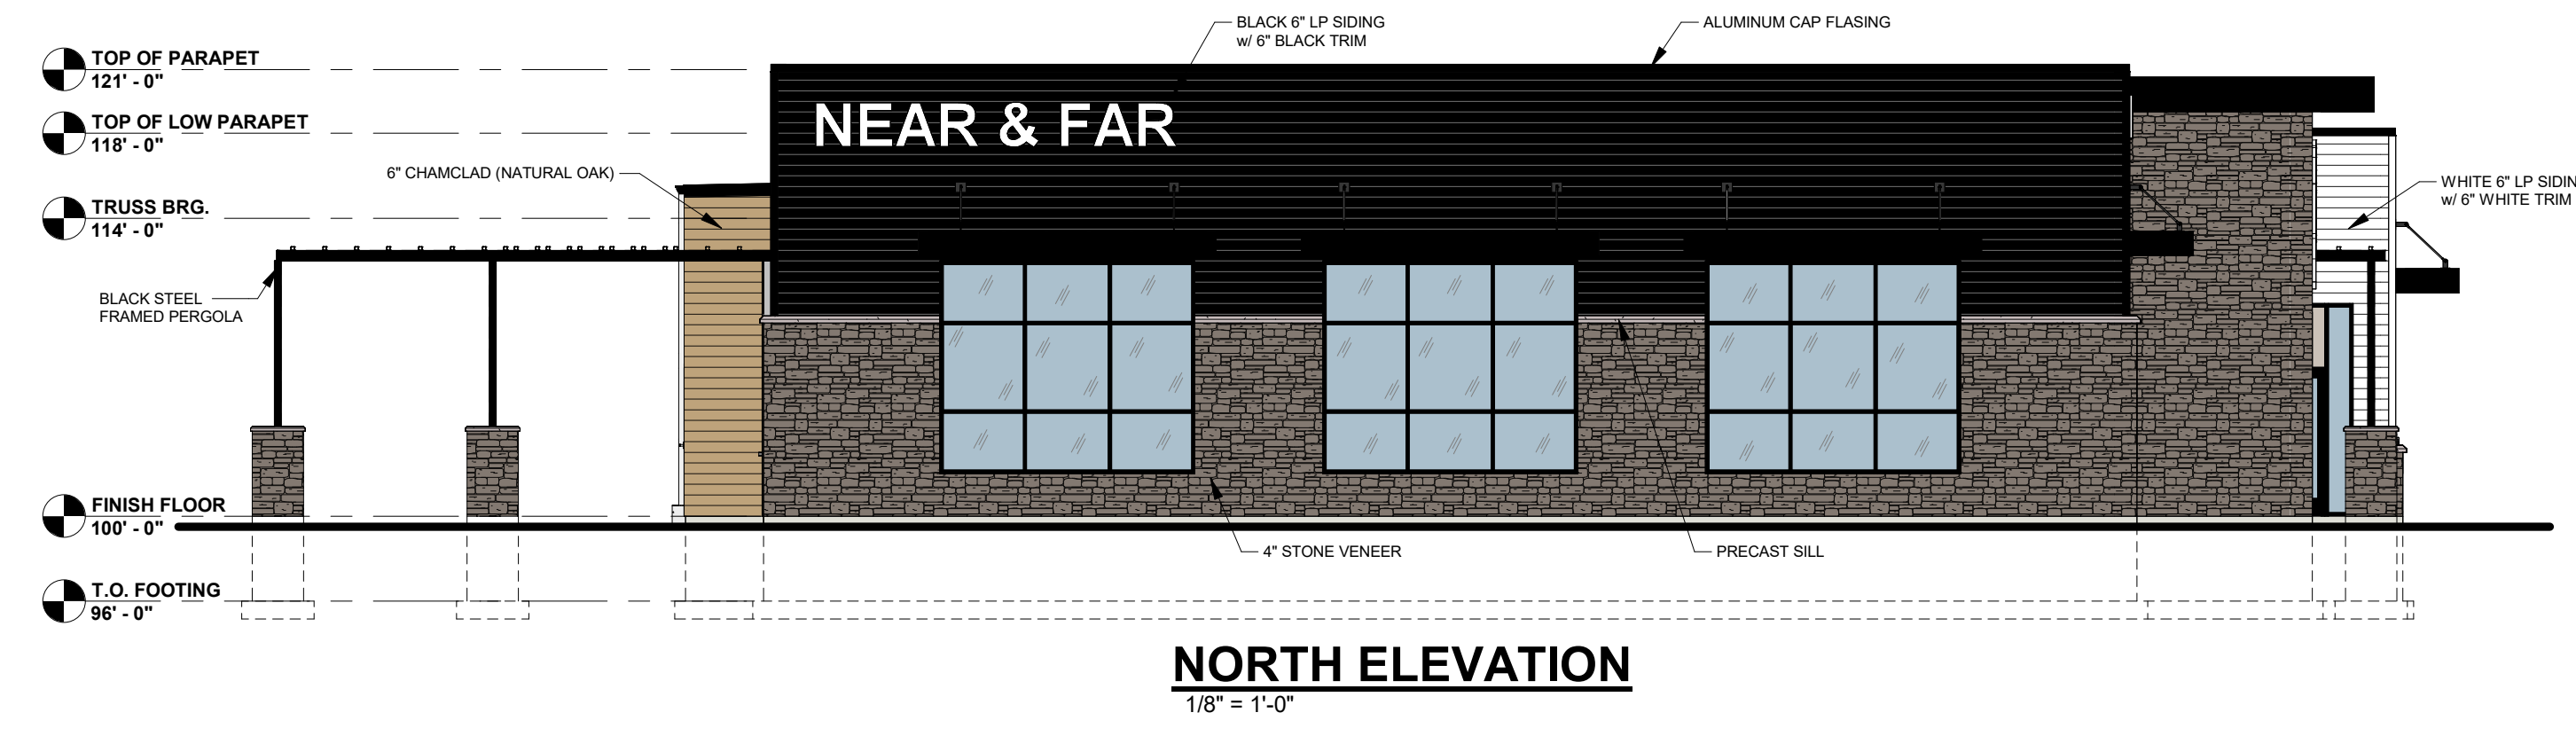 BLACK 6" LP SIDING
w/ 6" BLACK TRIM
ALUMINUM CAP FLASING
TOP OF PARAPET
121' - 0"
NEAR & FAR
TOP OF LOW PARAPET
118' - 0"
6" CHAMCLAD (NATURAL OAK)
WHITE 6" LP SIDIN
w/ 6" WHITE TRIM
TRUSS BRG.
114' - 0"
BLACK STEEL
FRAMED PERGOLA
FINISH FLOOR
100' - 0"
4" STONE VENEER
PRECAST SILL
T.O. FOOTING
96' - 0"
NORTH ELEVATION
1/8" = 1'-0"